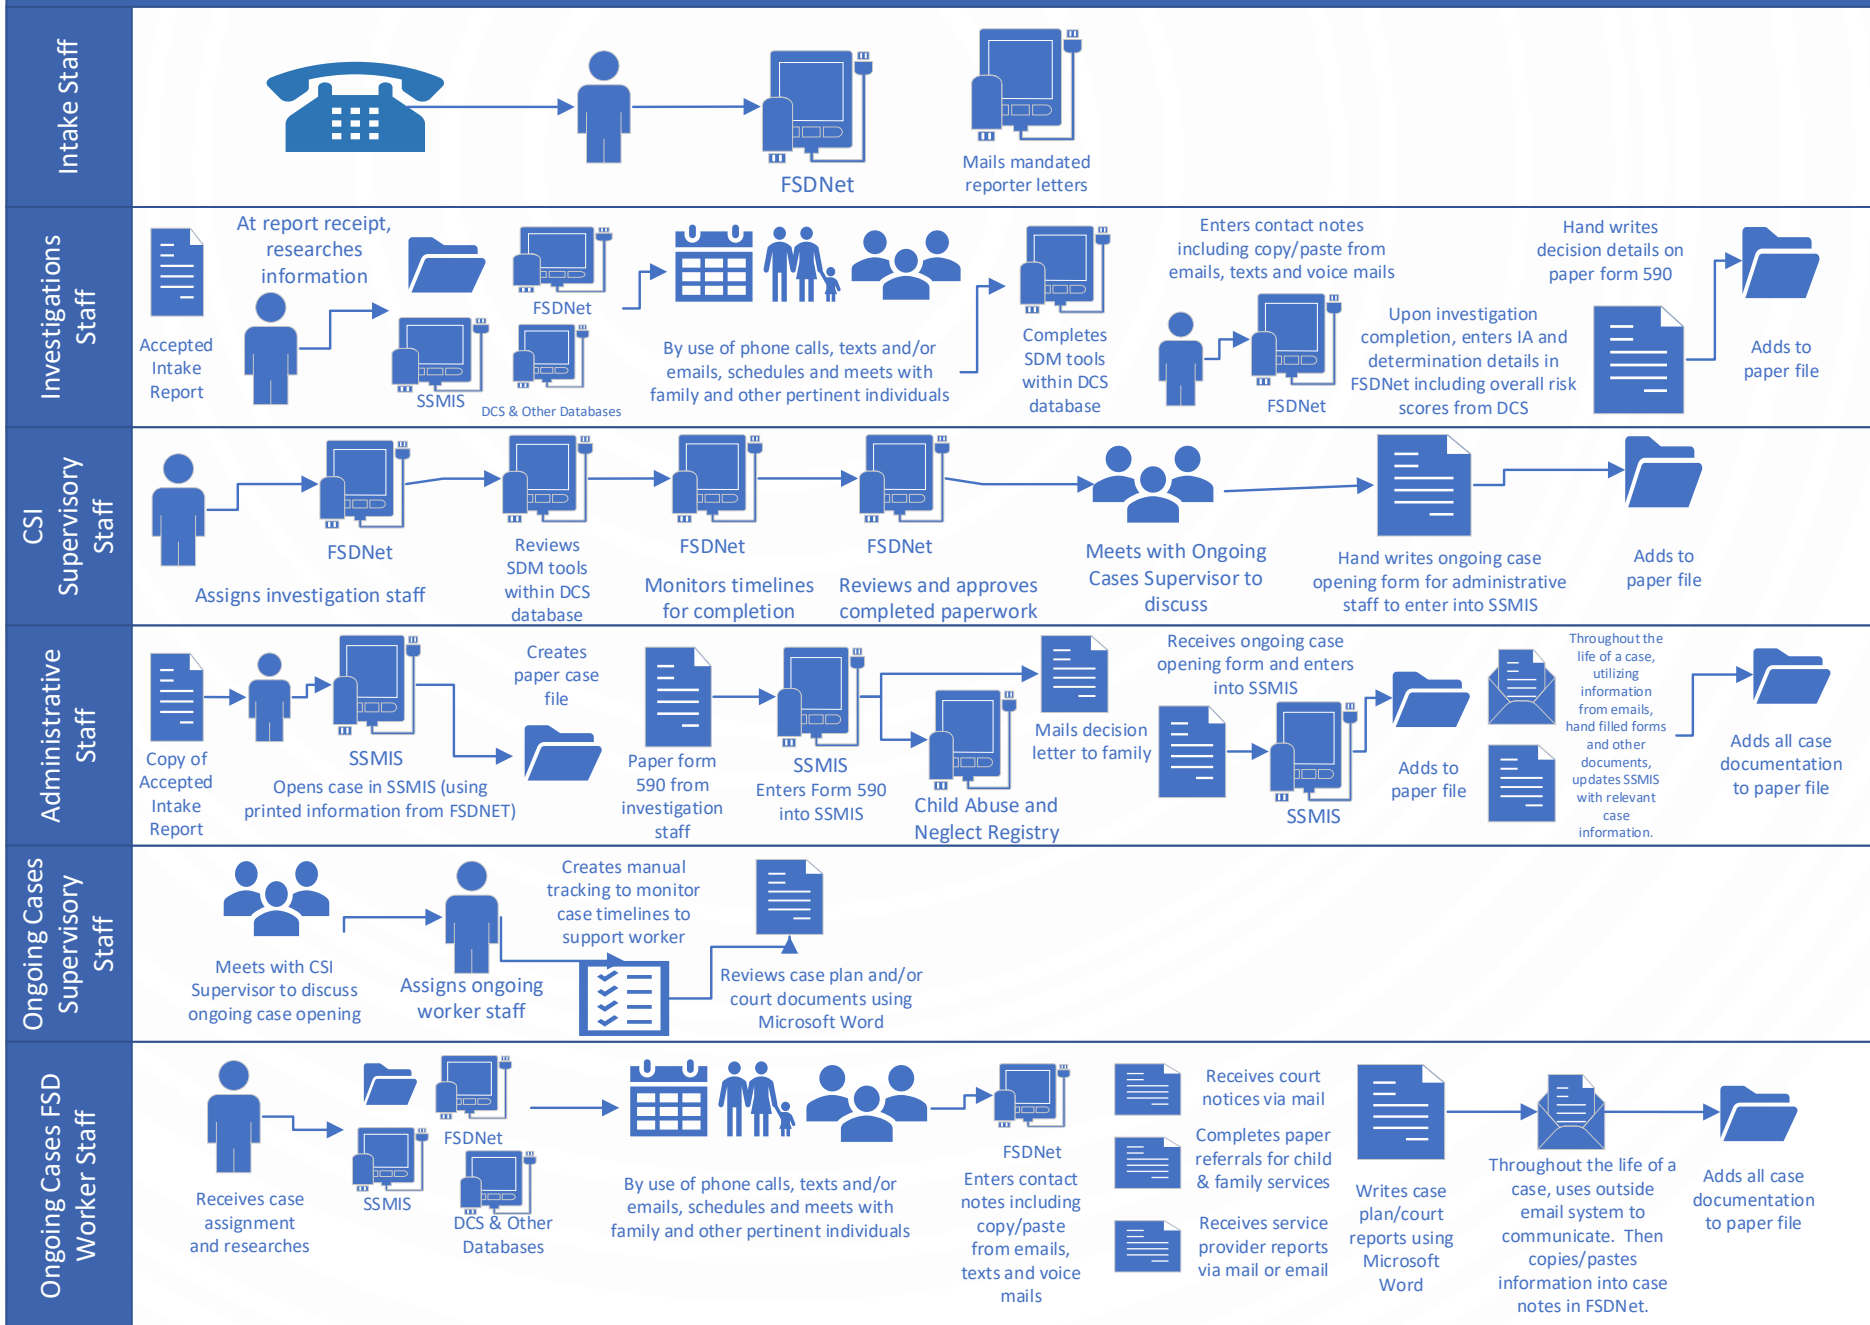 Intake Staff
FSDNet
Mails mandated
reporter letters
Investigations
Staff
Accepted
Intake
Report
At report receipt,
researches
information
SSMIS
FSDNet
DCS & Other Databases
By use of phone calls, texts and/or
emails, schedules and meets with
family and other pertinent individuals
Completes
SDM tools
within DCS
database
Enters contact notes
including copy/paste from
emails, texts and voice mails
FSDNet
Upon investigation
completion, enters IA and
determination details in
FSDNet including overall risk
scores from DCS
Hand writes
decision details on
paper form 590
Adds to
paper file
CSI
Supervisory
Staff
FSDNet
Assigns investigation staff
Reviews
SDM tools
within DCS
database
FSDNet
Monitors timelines
for completion
FSDNet
Reviews and approves
completed paperwork
Meets with Ongoing
Cases Supervisor to
discuss
Hand writes ongoing case
opening form for administrative
staff to enter into SSMIS
Adds to
paper file
Administrative
Staff
Copy of
Accepted
Intake
Report
SSMIS
Opens case in SSMIS (using
printed information from FSDNET)
Creates
paper case
file
Paper form
590 from
investigation
staff
SSMIS
Enters Form 590
into SSMIS
Child Abuse and
Neglect Registry
Mails decision
letter to family
Receives ongoing case
opening form and enters
into SSMIS
SSMIS
Adds to
paper file
Throughout the
life of a case,
utilizing
information
from emails,
hand filled forms
and other
documents,
updates SSMIS
with relevant
case
information.
Adds all case
documentation
to paper file
Ongoing Cases
Supervisory
Staff
Meets with CSI
Supervisor to discuss
ongoing case opening
Assigns ongoing
worker staff
Creates manual
tracking to monitor
case timelines to
support worker
Reviews case plan and/or
court documents using
Microsoft Word
Ongoing Cases FSD
Worker Staff
Receives case
assignment
and researches
SSMIS
FSDNet
DCS & Other
Databases
By use of phone calls, texts and/or
emails, schedules and meets with
family and other pertinent individuals
FSDNet
Enters contact
notes including
copy/paste
from emails,
texts and voice
mails
Receives court
notices via mail
Completes paper
referrals for child
& family services
Receives service
provider reports
via mail or email
Writes case
plan/court
reports using
Microsoft
Word
Throughout the life of a
case, uses outside
email system to
communicate. Then
copies/pastes
information into case
notes in FSDNet.
Adds all case
documentation
to paper file